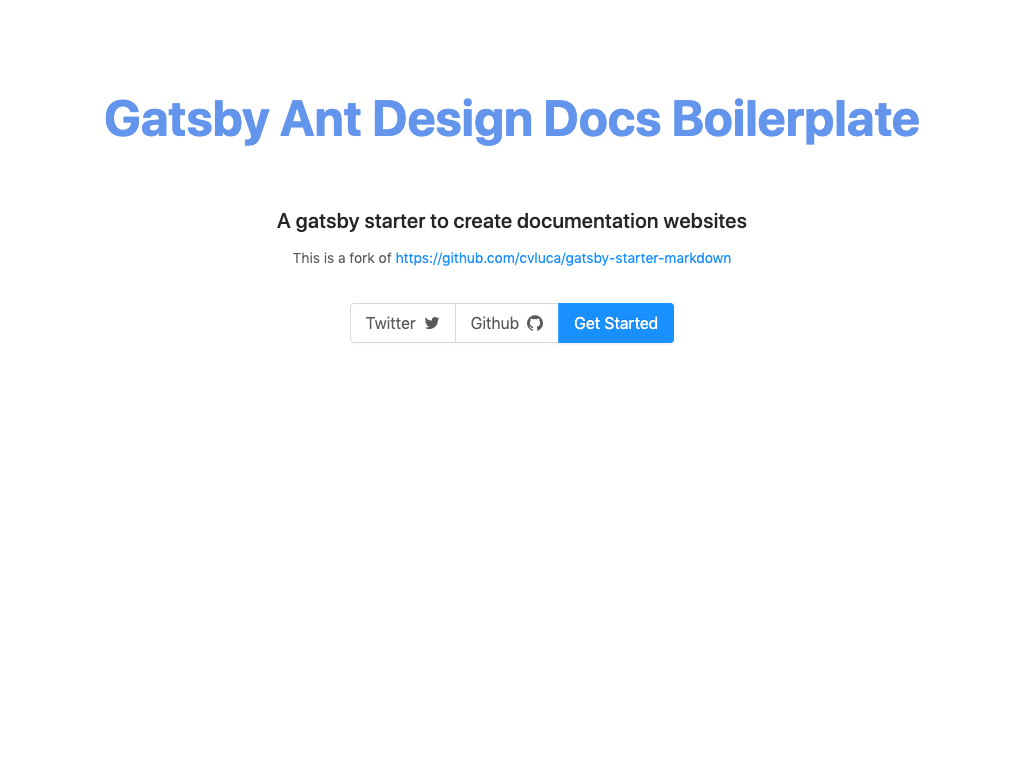 Gatsby Ant Design Docs Boilerplate
A gatsby starter to create documentation websites
This is a fork of https://github.com/cvluca/gatsby-starter-markdown
Twitter Github Get Started